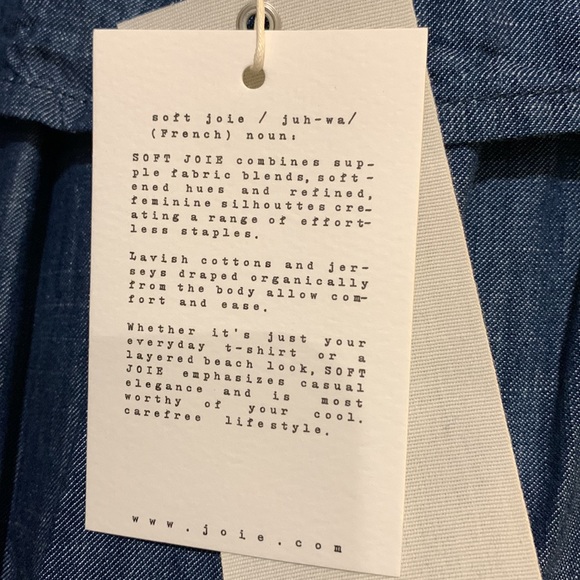 soft joie / juh-wa/
(French) noun:
SOFT JOIE combines sup-
ple fabric blends, soft-
ened hues and refined,
feminine silhouttes cre-
ating a range of effort-
less staples.
Lavish cottons and jer-
seys draped organically
from the body allow com-
fort and ease.
Whether it's just your
everyday t-shirt or a
layered beach look, SOFT
JOIE emphasizes casual
elegance and is most
worthy of your cool.
carefree lifestyle.
www.joie.com